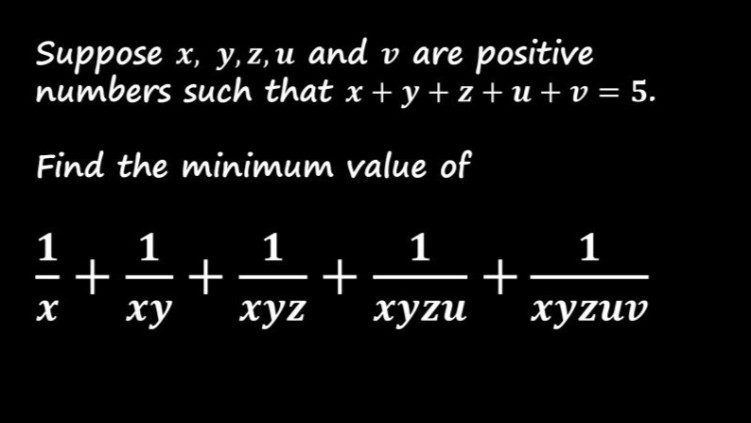 Suppose x, y, z, u and v are positive
numbers such that x + y + z + u + v = 5.
Find the minimum value of
1/x + 1/xy + 1/xyz + 1/xyzu + 1/xyzuv